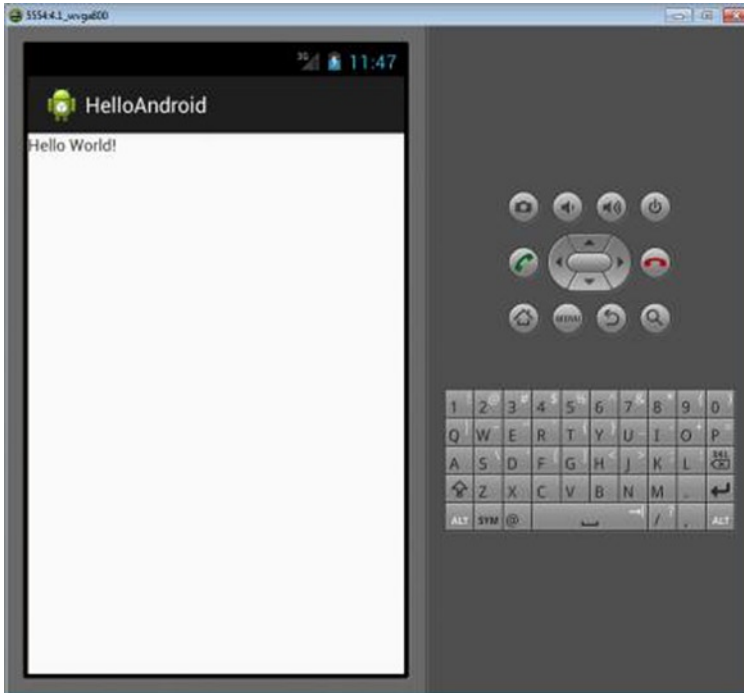 5554:4.1_wvga800
3G 11:47
HelloAndroid
Hello World!
MENU
1 ! 2 @ 3 # 4 $ 5 % 6 ^ 7 & 8 * 9 ( 0 )
Q W E R T Y U I O P
A S D F G H J K L DEL
Z X C V B N M .
ALT SYM @ / ? , ALT